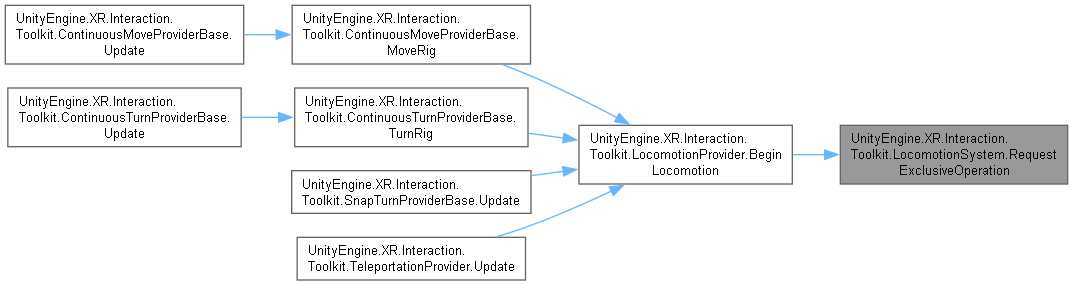 UnityEngine.XR.Interaction.
Toolkit.ContinuousMoveProviderBase.
Update
UnityEngine.XR.Interaction.
Toolkit.ContinuousMoveProviderBase.
MoveRig
UnityEngine.XR.Interaction.
Toolkit.ContinuousTurnProviderBase.
Update
UnityEngine.XR.Interaction.
Toolkit.ContinuousTurnProviderBase.
TurnRig
UnityEngine.XR.Interaction.
Toolkit.LocomotionProvider.Begin
Locomotion
UnityEngine.XR.Interaction.
Toolkit.LocomotionSystem.Request
ExclusiveOperation
UnityEngine.XR.Interaction.
Toolkit.SnapTurnProviderBase.Update
UnityEngine.XR.Interaction.
Toolkit.TeleportationProvider.Update